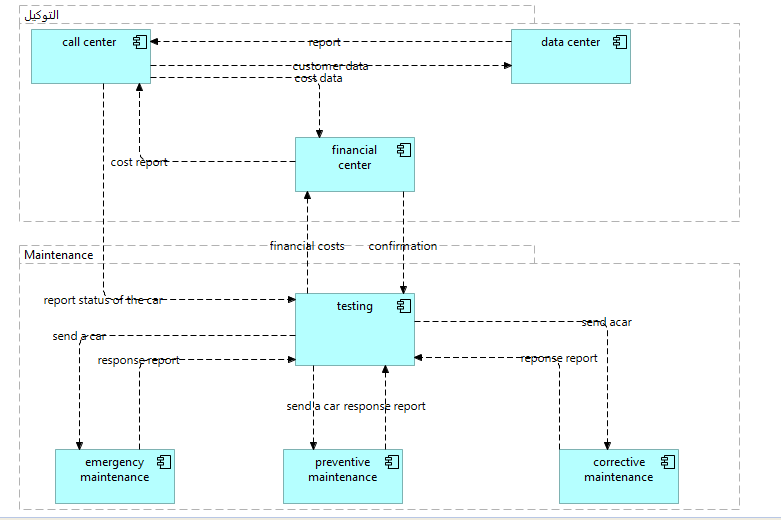 التوكيل
call center
report
data center
customer data
cost data
financial
center
cost report
financial costs
confirmation
Maintenance
report status of the car
testing
send a car
send acar
response report
reponse report
send a car
response report
emergency
maintenance
preventive
maintenance
corrective
maintenance